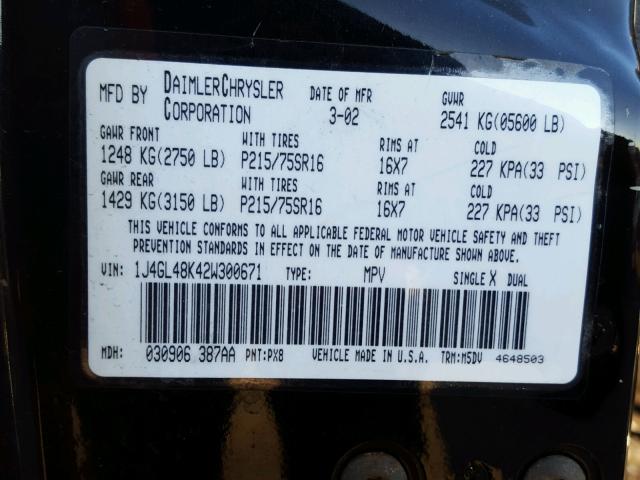 MFD BY DAIMLERCHRYSLER CORPORATION DATE OF MFR 3-02 GVWR 2541 KG(05600 LB)
GAWR FRONT WITH TIRES RIMS AT COLD
1248 KG(2750 LB) P215/75SR16 16X7 227 KPA(33 PSI)
GAWR REAR WITH TIRES RIMS AT COLD
1429 KG(3150 LB) P215/75SR16 16X7 227 KPA(33 PSI)
THIS VEHICLE CONFORMS TO ALL APPLICABLE FEDERAL MOTOR VEHICLE SAFETY AND THEFT
PREVENTION STANDARDS IN EFFECT ON THE DATE OF MANUFACTURE SHOWN ABOVE.
VIN: 1J4GL48K42W300671 TYPE: MPV SINGLE X DUAL
MDH: 030906 387AA PNT:PX8 VEHICLE MADE IN U.S.A. TRM:M5DV 4648503